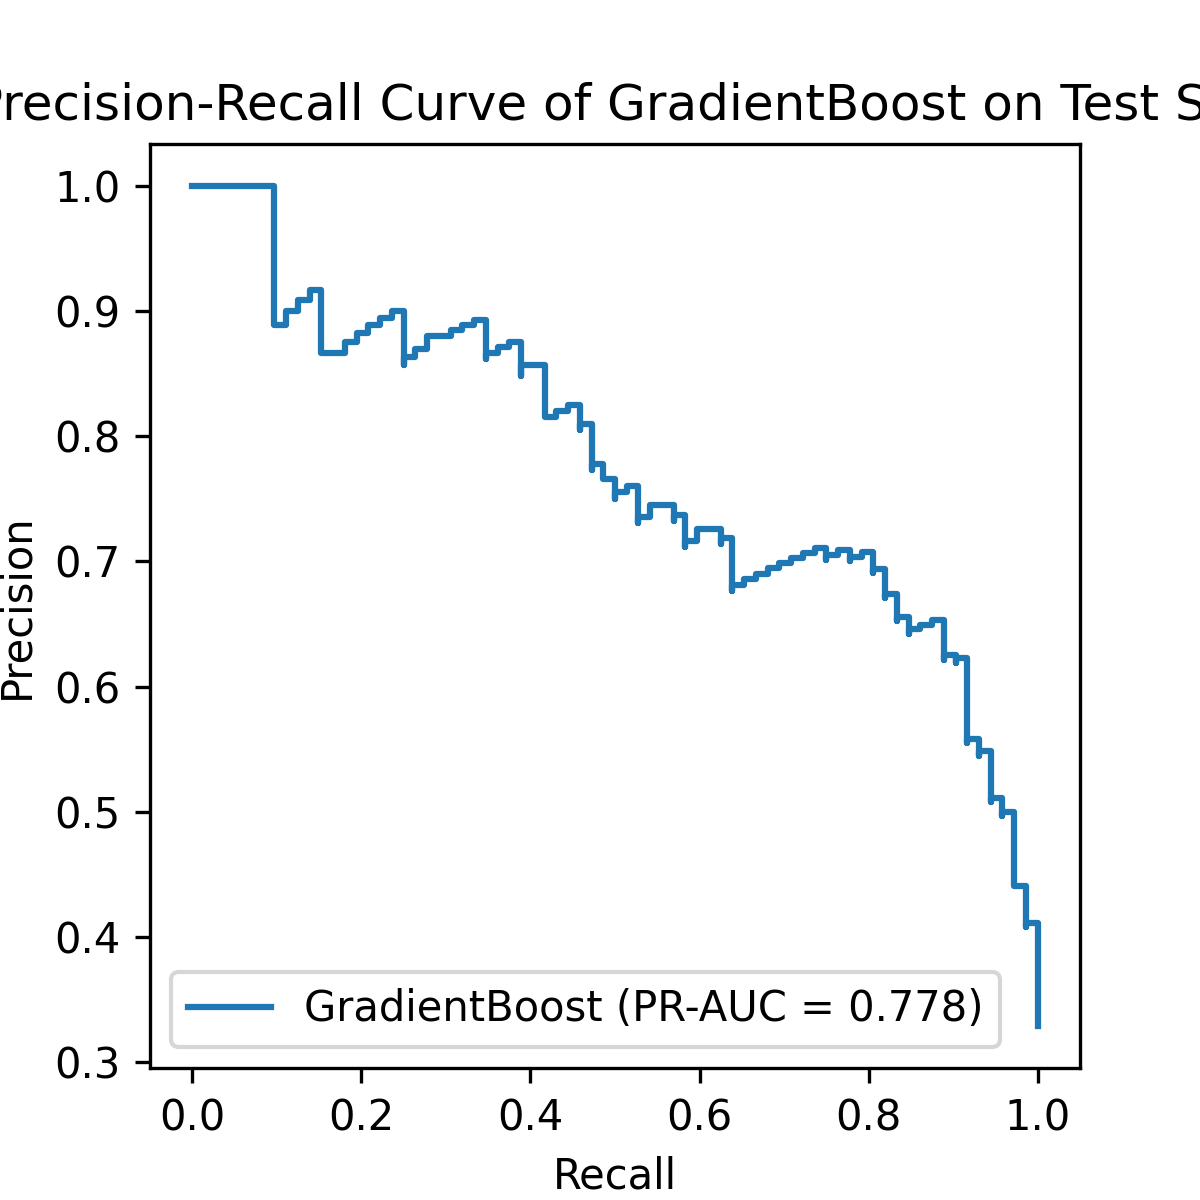 Precision-Recall Curve of GradientBoost on Test S
1.0
0.9
0.8
0.7
0.6
0.5
0.4
0.3
Precision
GradientBoost (PR-AUC = 0.778)
0.0 0.2 0.4 0.6 0.8 1.0
Recall